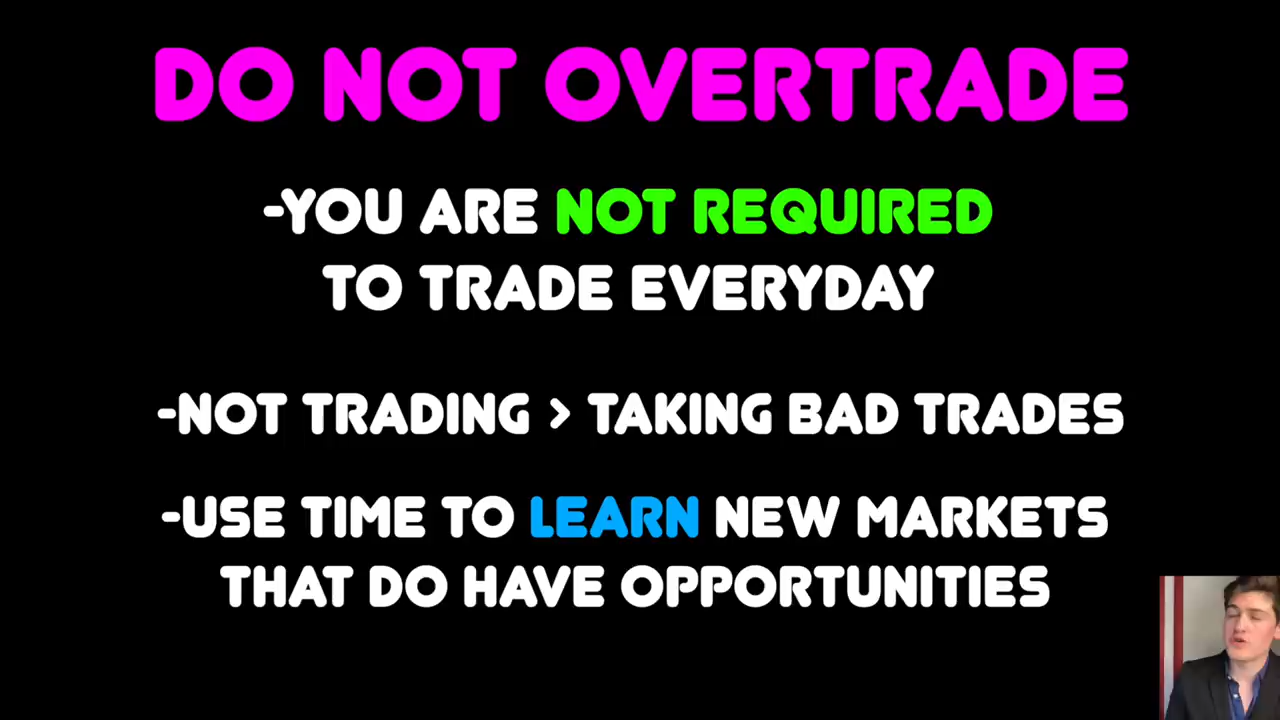 DO NOT OVERTRADE
-YOU ARE NOT REQUIRED
TO TRADE EVERYDAY
-NOT TRADING > TAKING BAD TRADES
-USE TIME TO LEARN NEW MARKETS
THAT DO HAVE OPPORTUNITIES